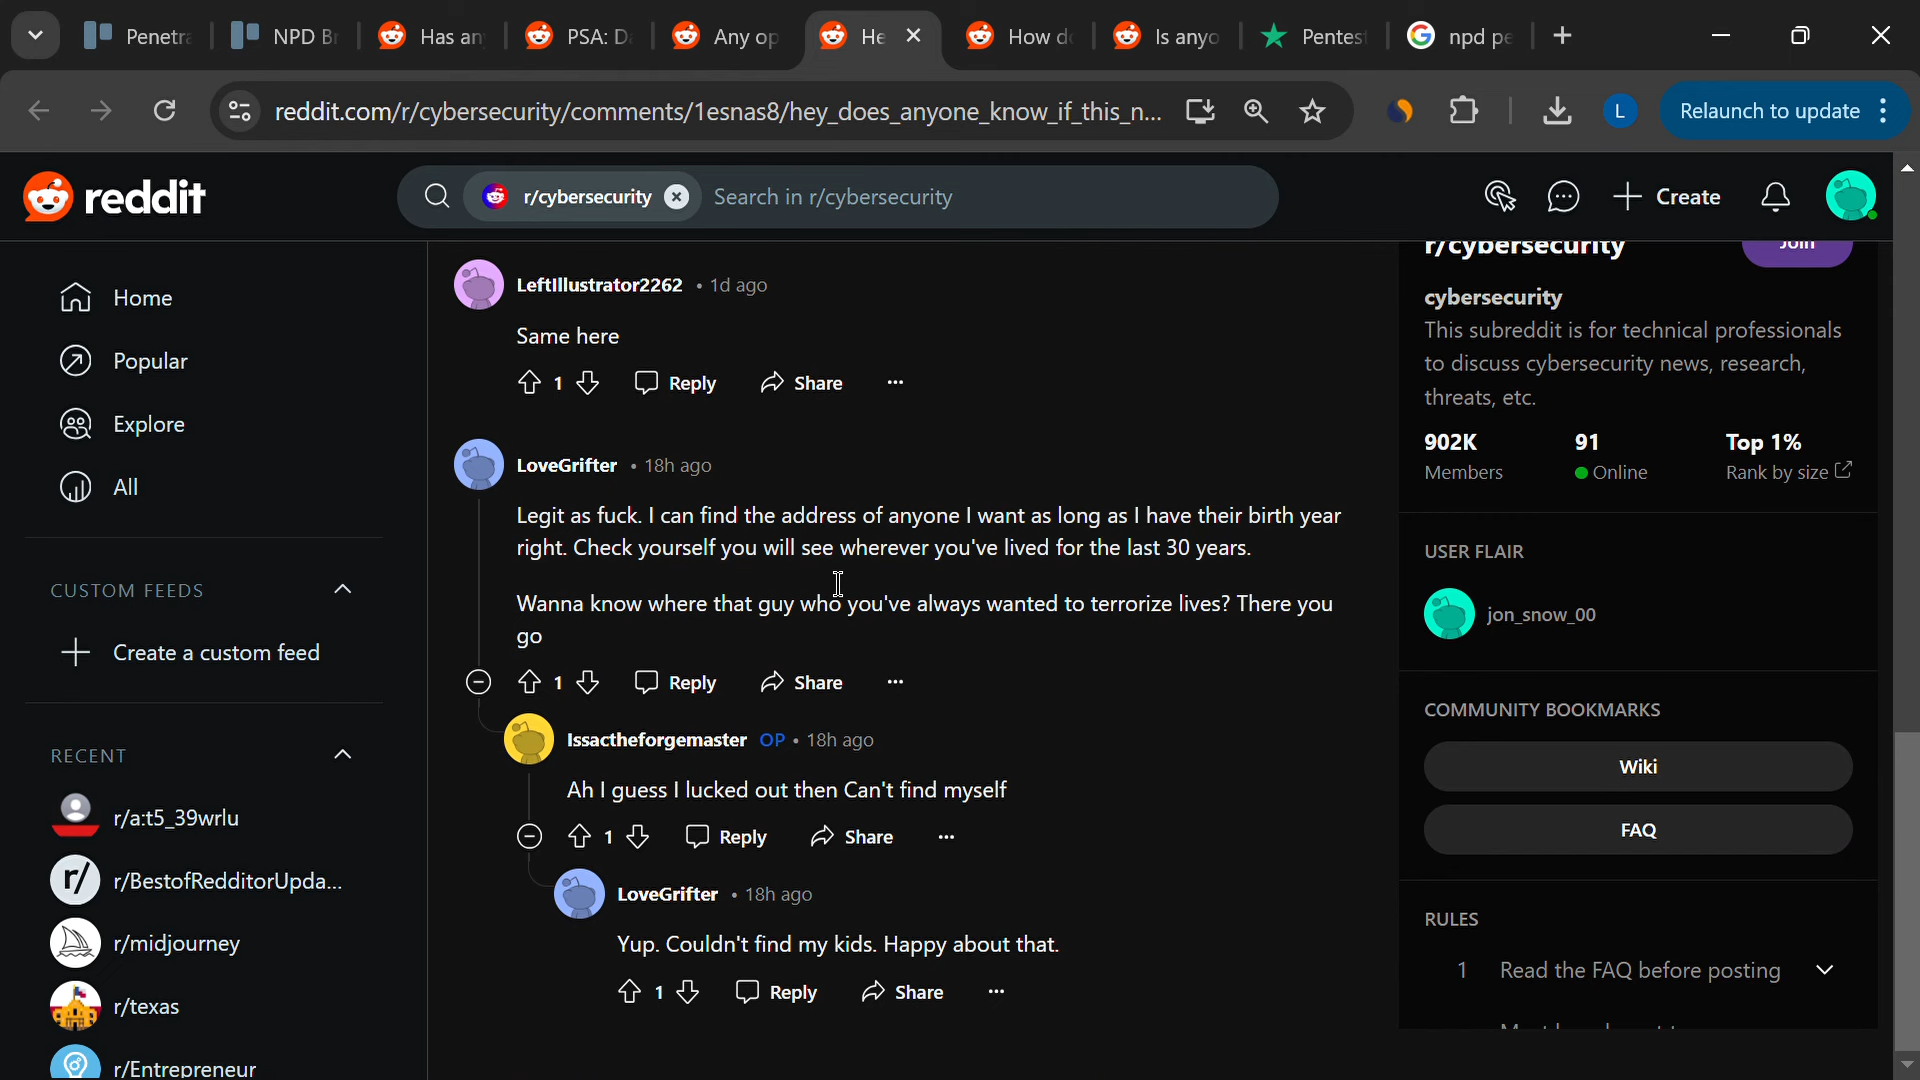 Penetra
NPD B
Has an
PSA: D
Any op
He
How d
Is anyo
Pentes
npd pe
reddit.com/r/cybersecurity/comments/1esnas8/hey_does_anyone_know_if_this_n...
L
Relaunch to update
reddit
r/cybersecurity
Search in r/cybersecurity
Create
Home
Popular
Explore
All
CUSTOM FEEDS
Create a custom feed
RECENT
r/a:t5_39wrlu
r/BestofRedditorUpda...
r/midjourney
r/texas
r/Entrepreneur
LeftIllustrator2262 • 1d ago
Same here
1 Reply Share ...
LoveGrifter • 18h ago
Legit as fuck. I can find the address of anyone I want as long as I have their birth year
right. Check yourself you will see wherever you've lived for the last 30 years.
Wanna know where that guy who you've always wanted to terrorize lives? There you
go
1 Reply Share ...
Issactheforgemaster OP • 18h ago
Ah I guess I lucked out then Can't find myself
1 Reply Share ...
LoveGrifter • 18h ago
Yup. Couldn't find my kids. Happy about that.
1 Reply Share ...
r/cybersecurity
Join
cybersecurity
This subreddit is for technical professionals
to discuss cybersecurity news, research,
threats, etc.
902K 91 Top 1%
Members Online Rank by size
USER FLAIR
jon_snow_00
COMMUNITY BOOKMARKS
Wiki
FAQ
RULES
1 Read the FAQ before posting